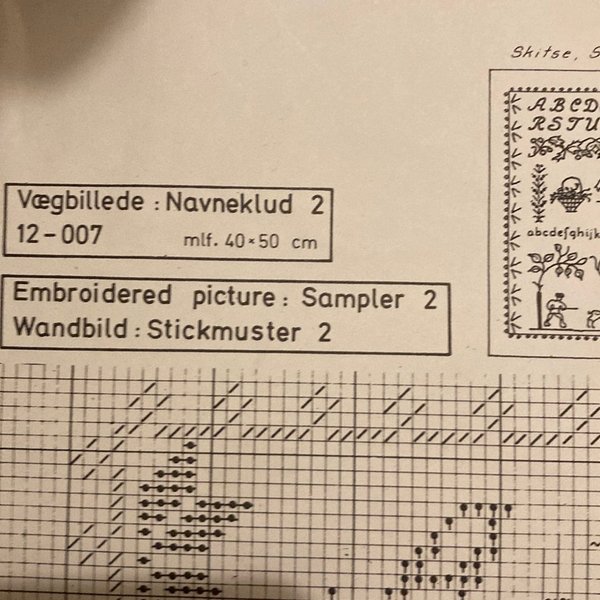 Skitse,
ABCD
RSTU
abcdefghijk
Vægbillede : Navneklud 2
12-007 mlf. 40×50 cm
Embroidered picture : Sampler 2
Wandbild : Stickmuster 2